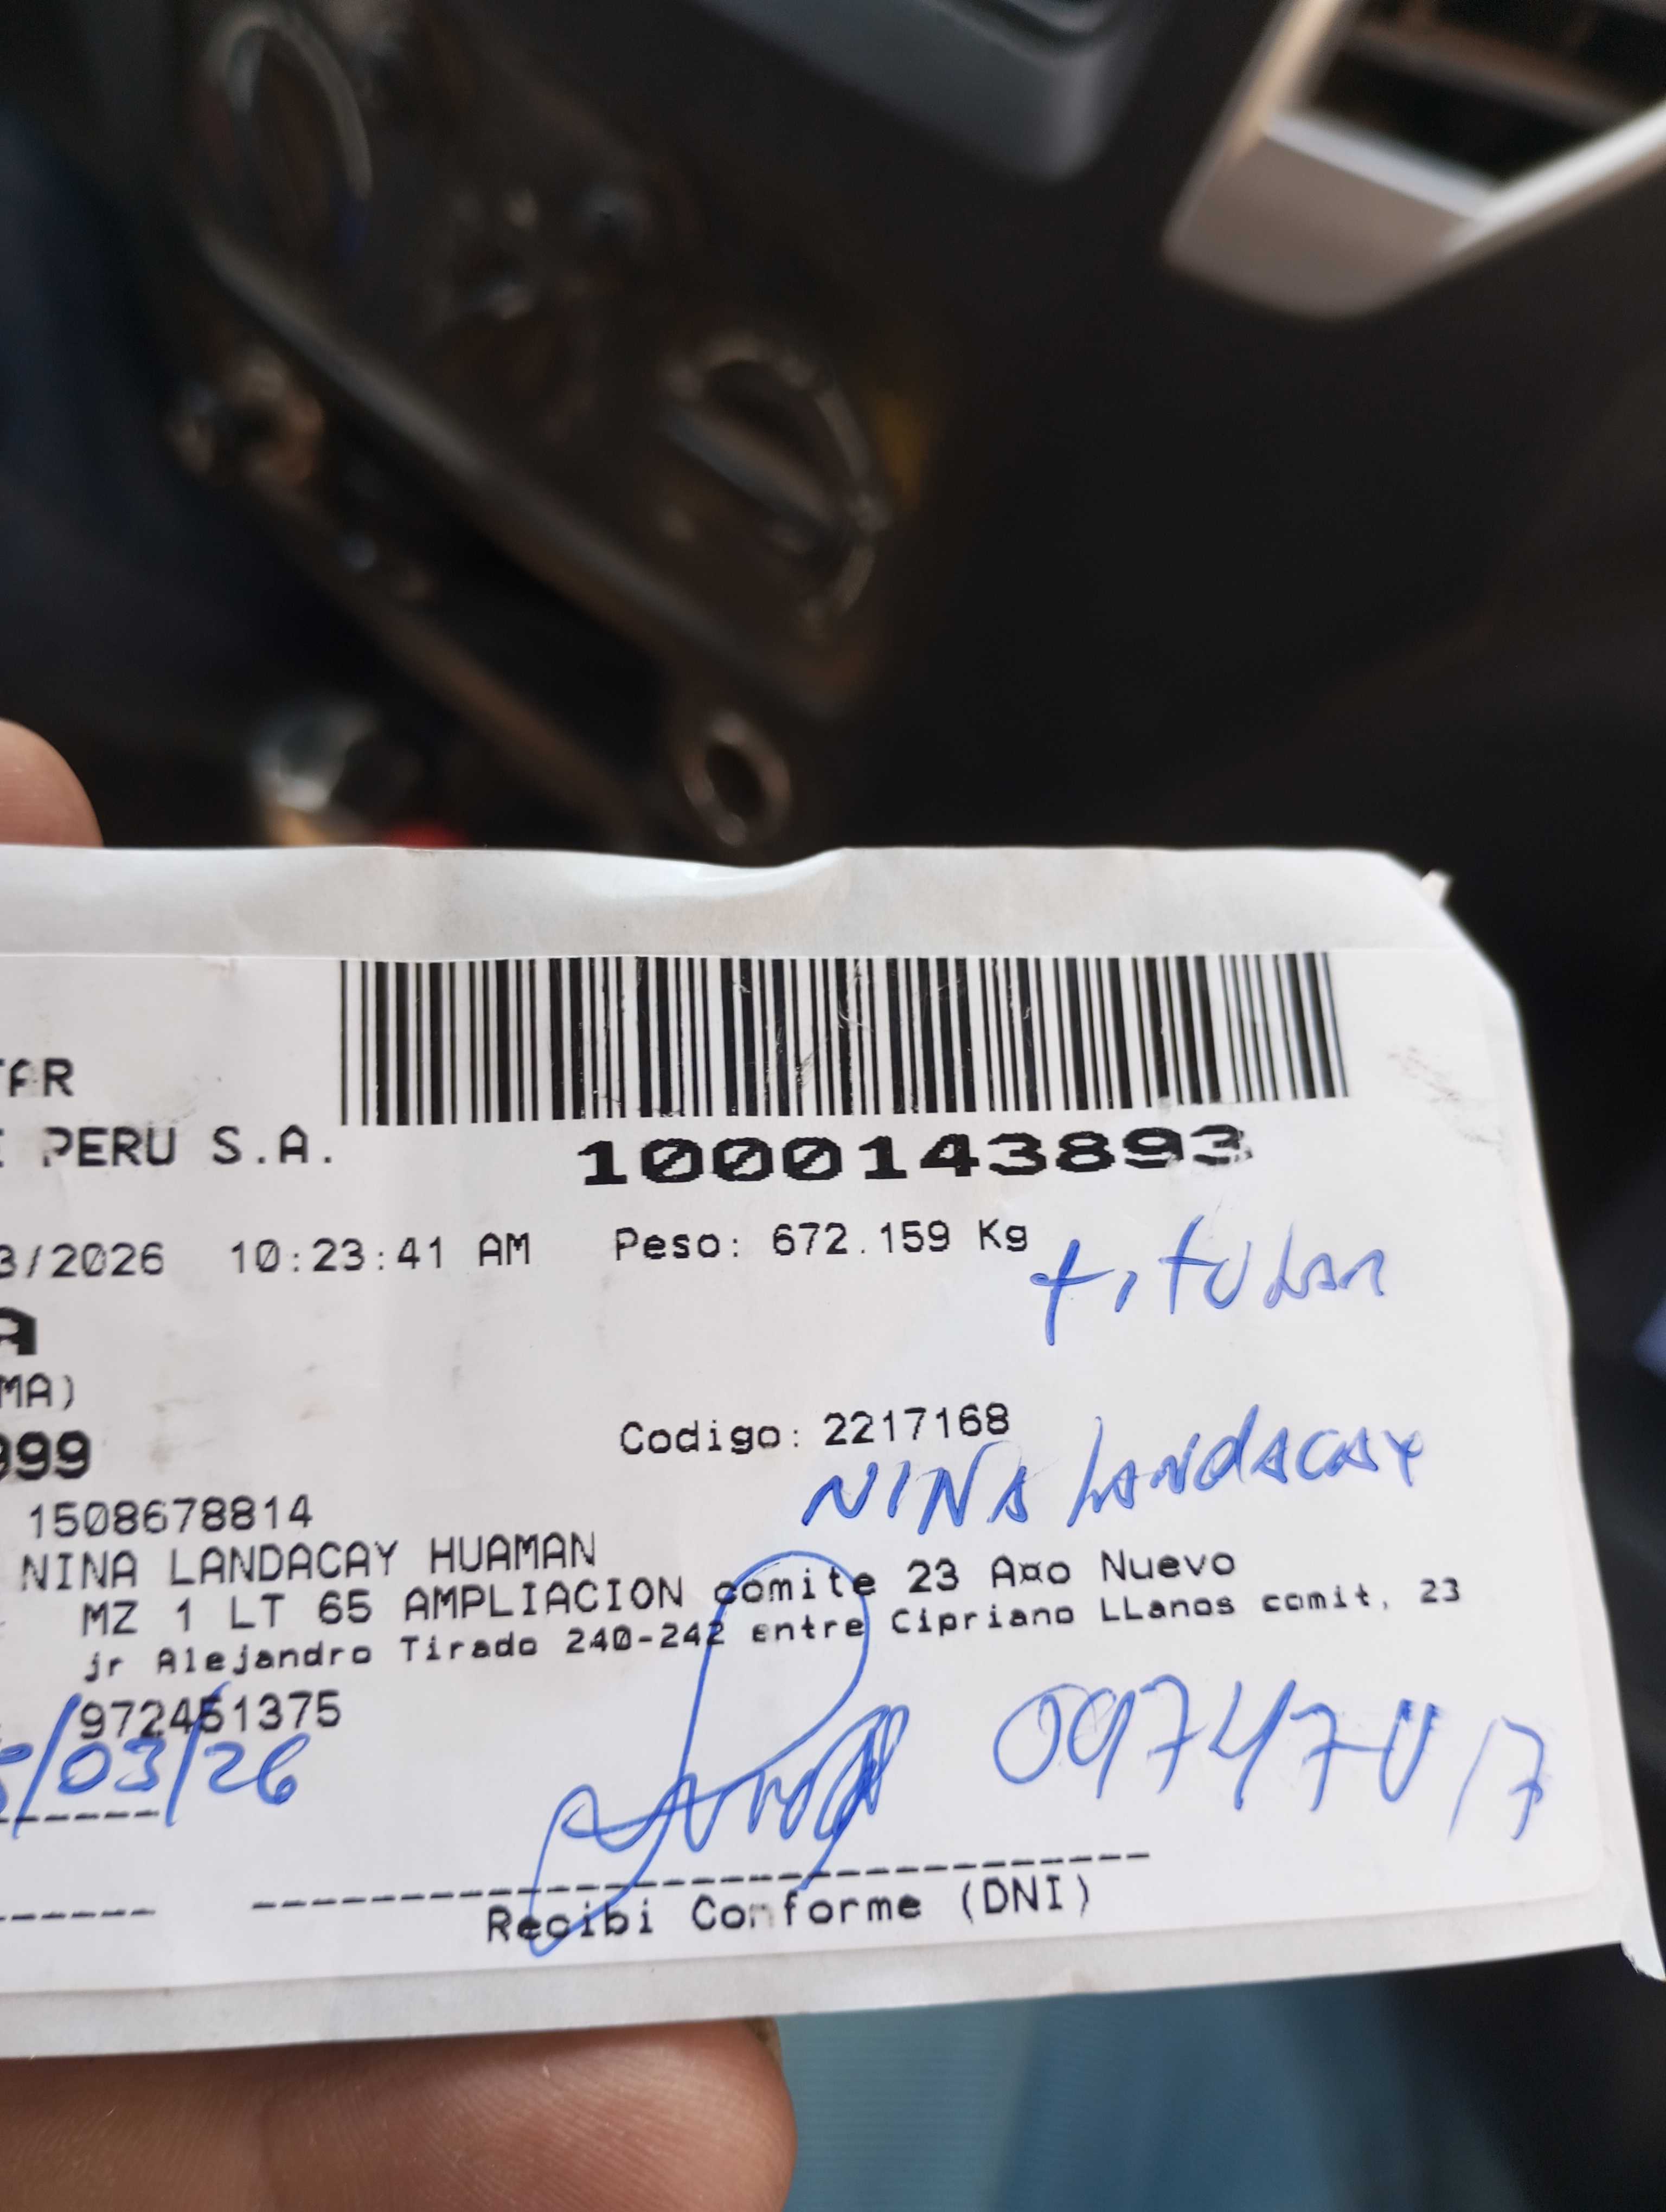 TAR
PERU S.A.
1000143893
3/2026 10:23:41 AM Peso: 672.159 Kg
titular
A
MA)
999
Codigo: 2217168
NINA LANDACAY
1508678814
NINA LANDACAY HUAMAN
MZ 1 LT 65 AMPLIACION comite 23 A¤o Nuevo
jr Alejandro Tirado 240-242 entre Cipriano LLanos comit, 23
972461375
/03/26
Recibi Conforme (DNI)